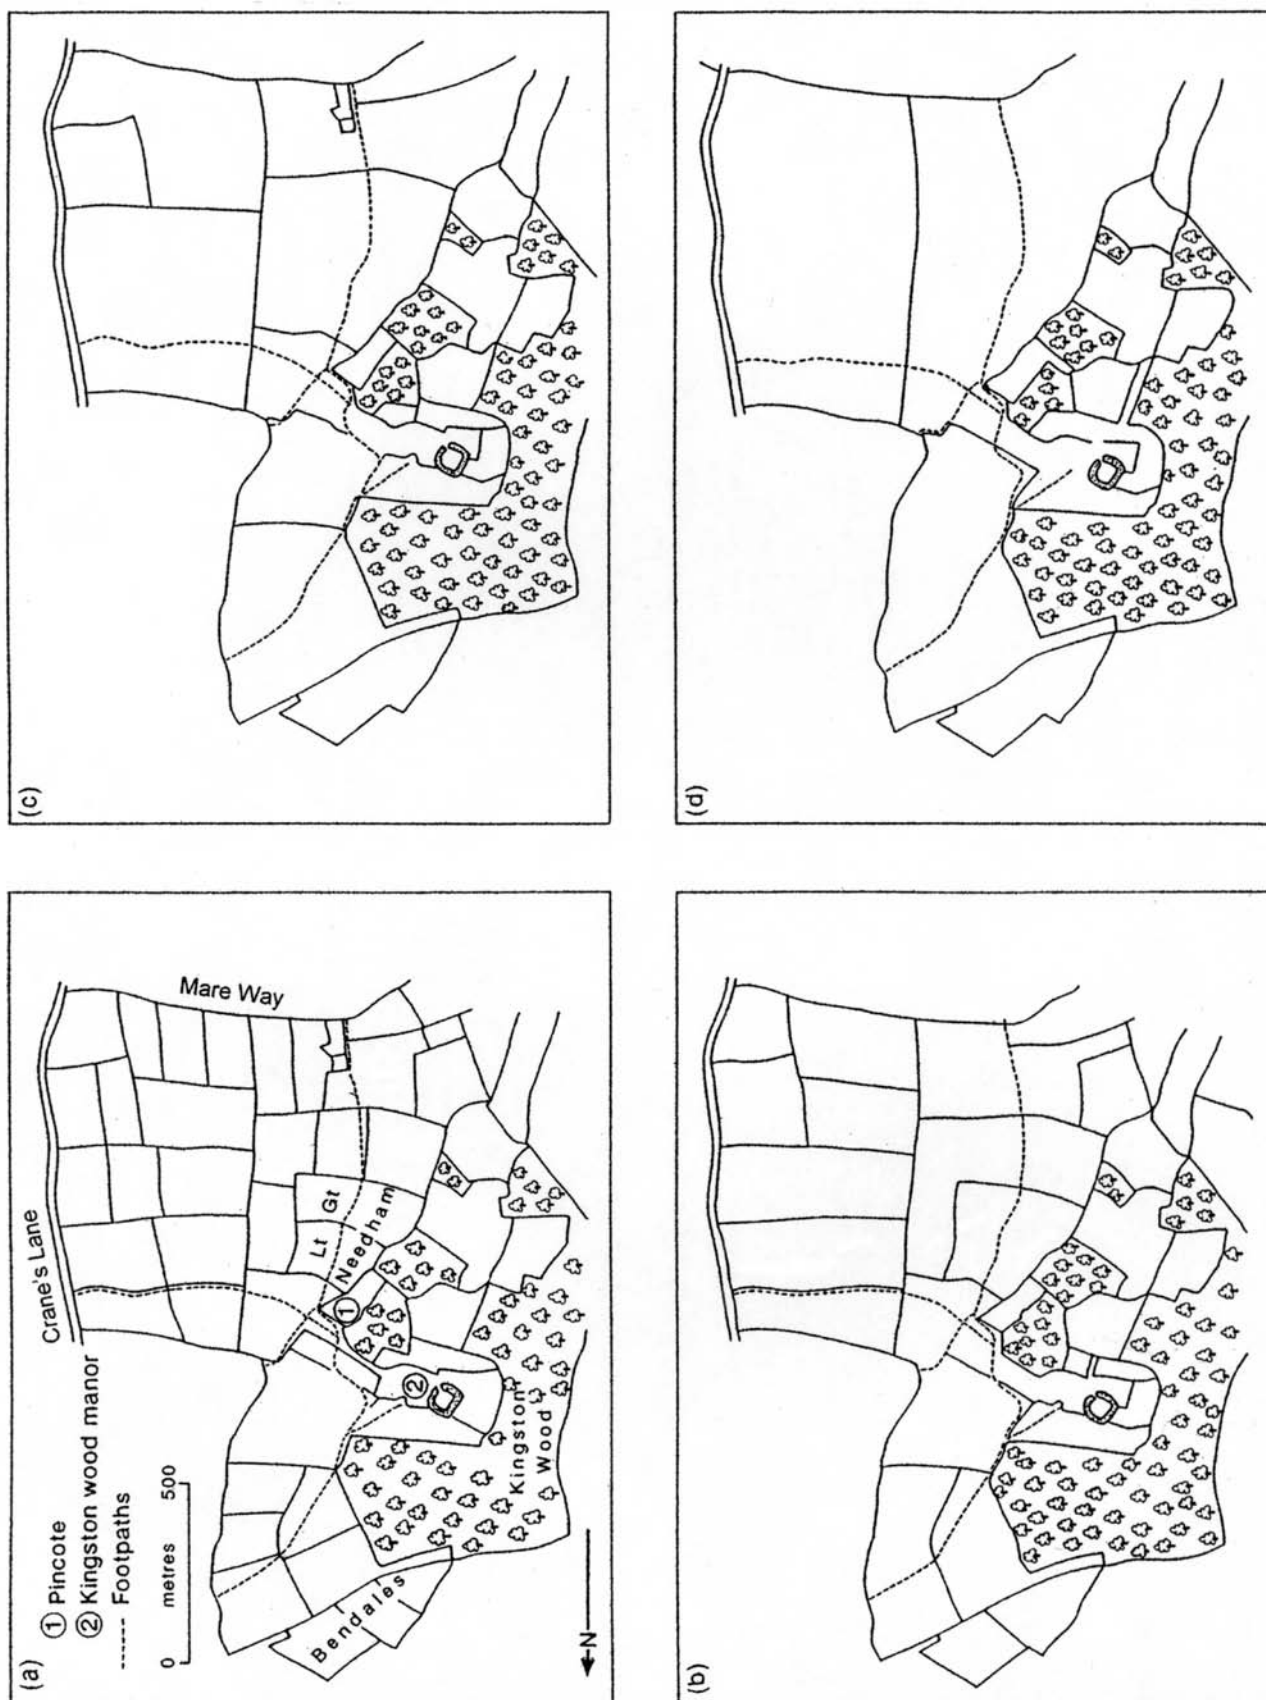 (a)
① Pincote
② Kingston wood manor
Footpaths
0 metres 500
Crane's Lane
Mare Way
Lt
Gt
Needham
①
②
Kingston
Wood
Bendales
N
(b)
(c)
(d)